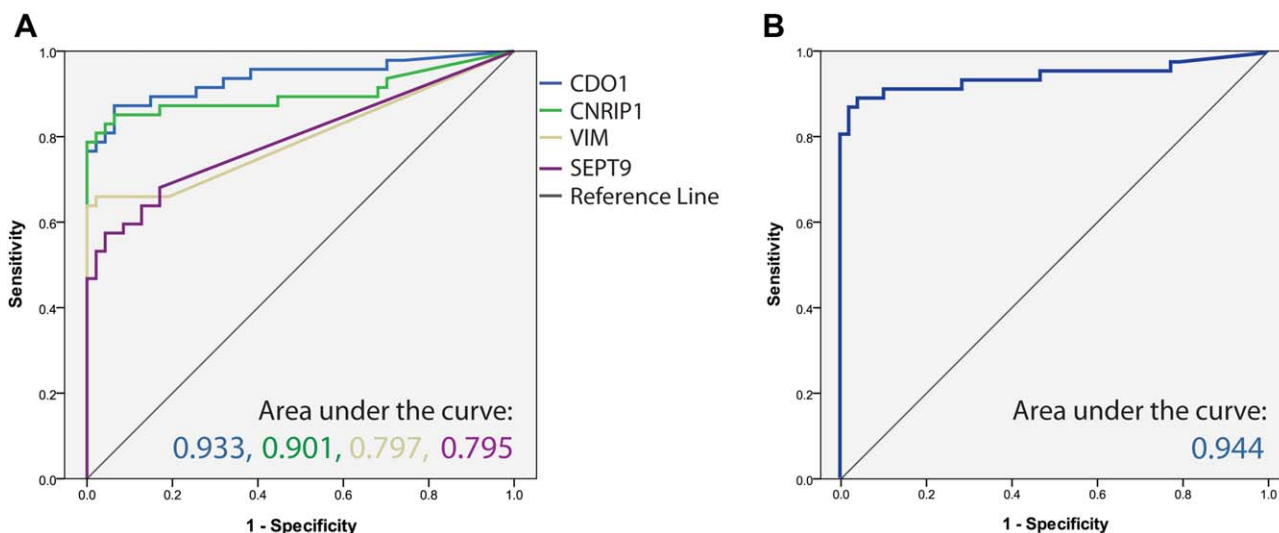 A
1.0
0.8
0.6
0.4
0.2
0.0
Sensitivity
0.0 0.2 0.4 0.6 0.8 1.0
1 - Specificity
Area under the curve:
0.933, 0.901, 0.797, 0.795
CDO1
CNRIP1
VIM
SEPT9
Reference Line
B
1.0
0.8
0.6
0.4
0.2
0.0
Sensitivity
0.0 0.2 0.4 0.6 0.8 1.0
1 - Specificity
Area under the curve:
0.944